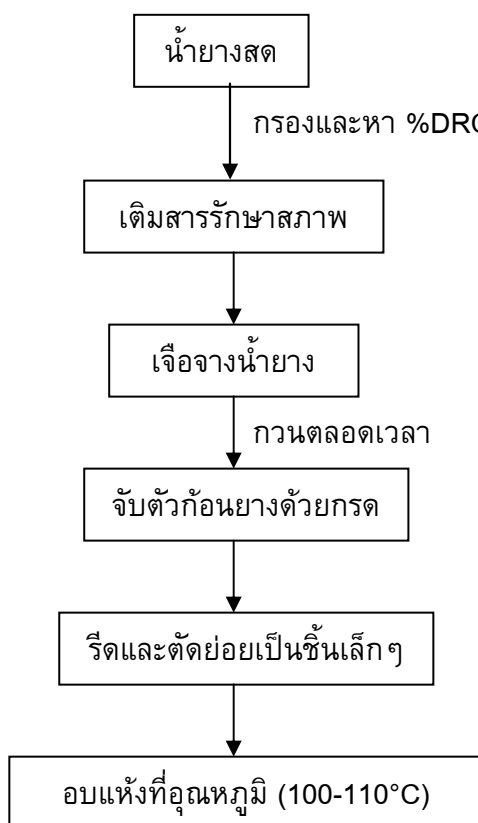 น้ำยางสด
กรองและหา %DRC
เติมสารรักษาสภาพ
เจือจางน้ำยาง
กวนตลอดเวลา
จับตัวก้อนยางด้วยกรด
รีดและตัดย่อยเป็นชิ้นเล็กๆ
อบแห้งที่อุณหภูมิ (100-110°C)